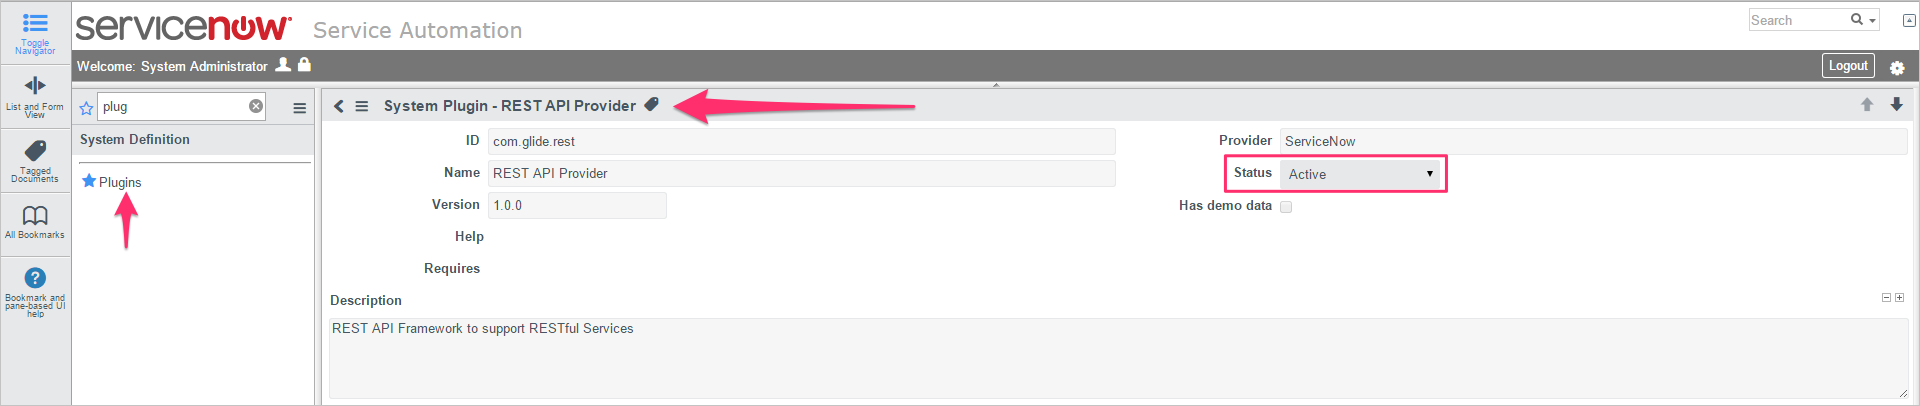 servicenow Service Automation
Search
Toggle
Navigator
Welcome: System Administrator
Logout
List and Form
View
plug
System Definition
Plugins
Tagged
Documents
All Bookmarks
Bookmark and
pane-based UI
help
System Plugin - REST API Provider
ID com.glide.rest
Provider ServiceNow
Name REST API Provider
Status Active
Version 1.0.0
Has demo data
Help
Requires
Description
REST API Framework to support RESTful Services